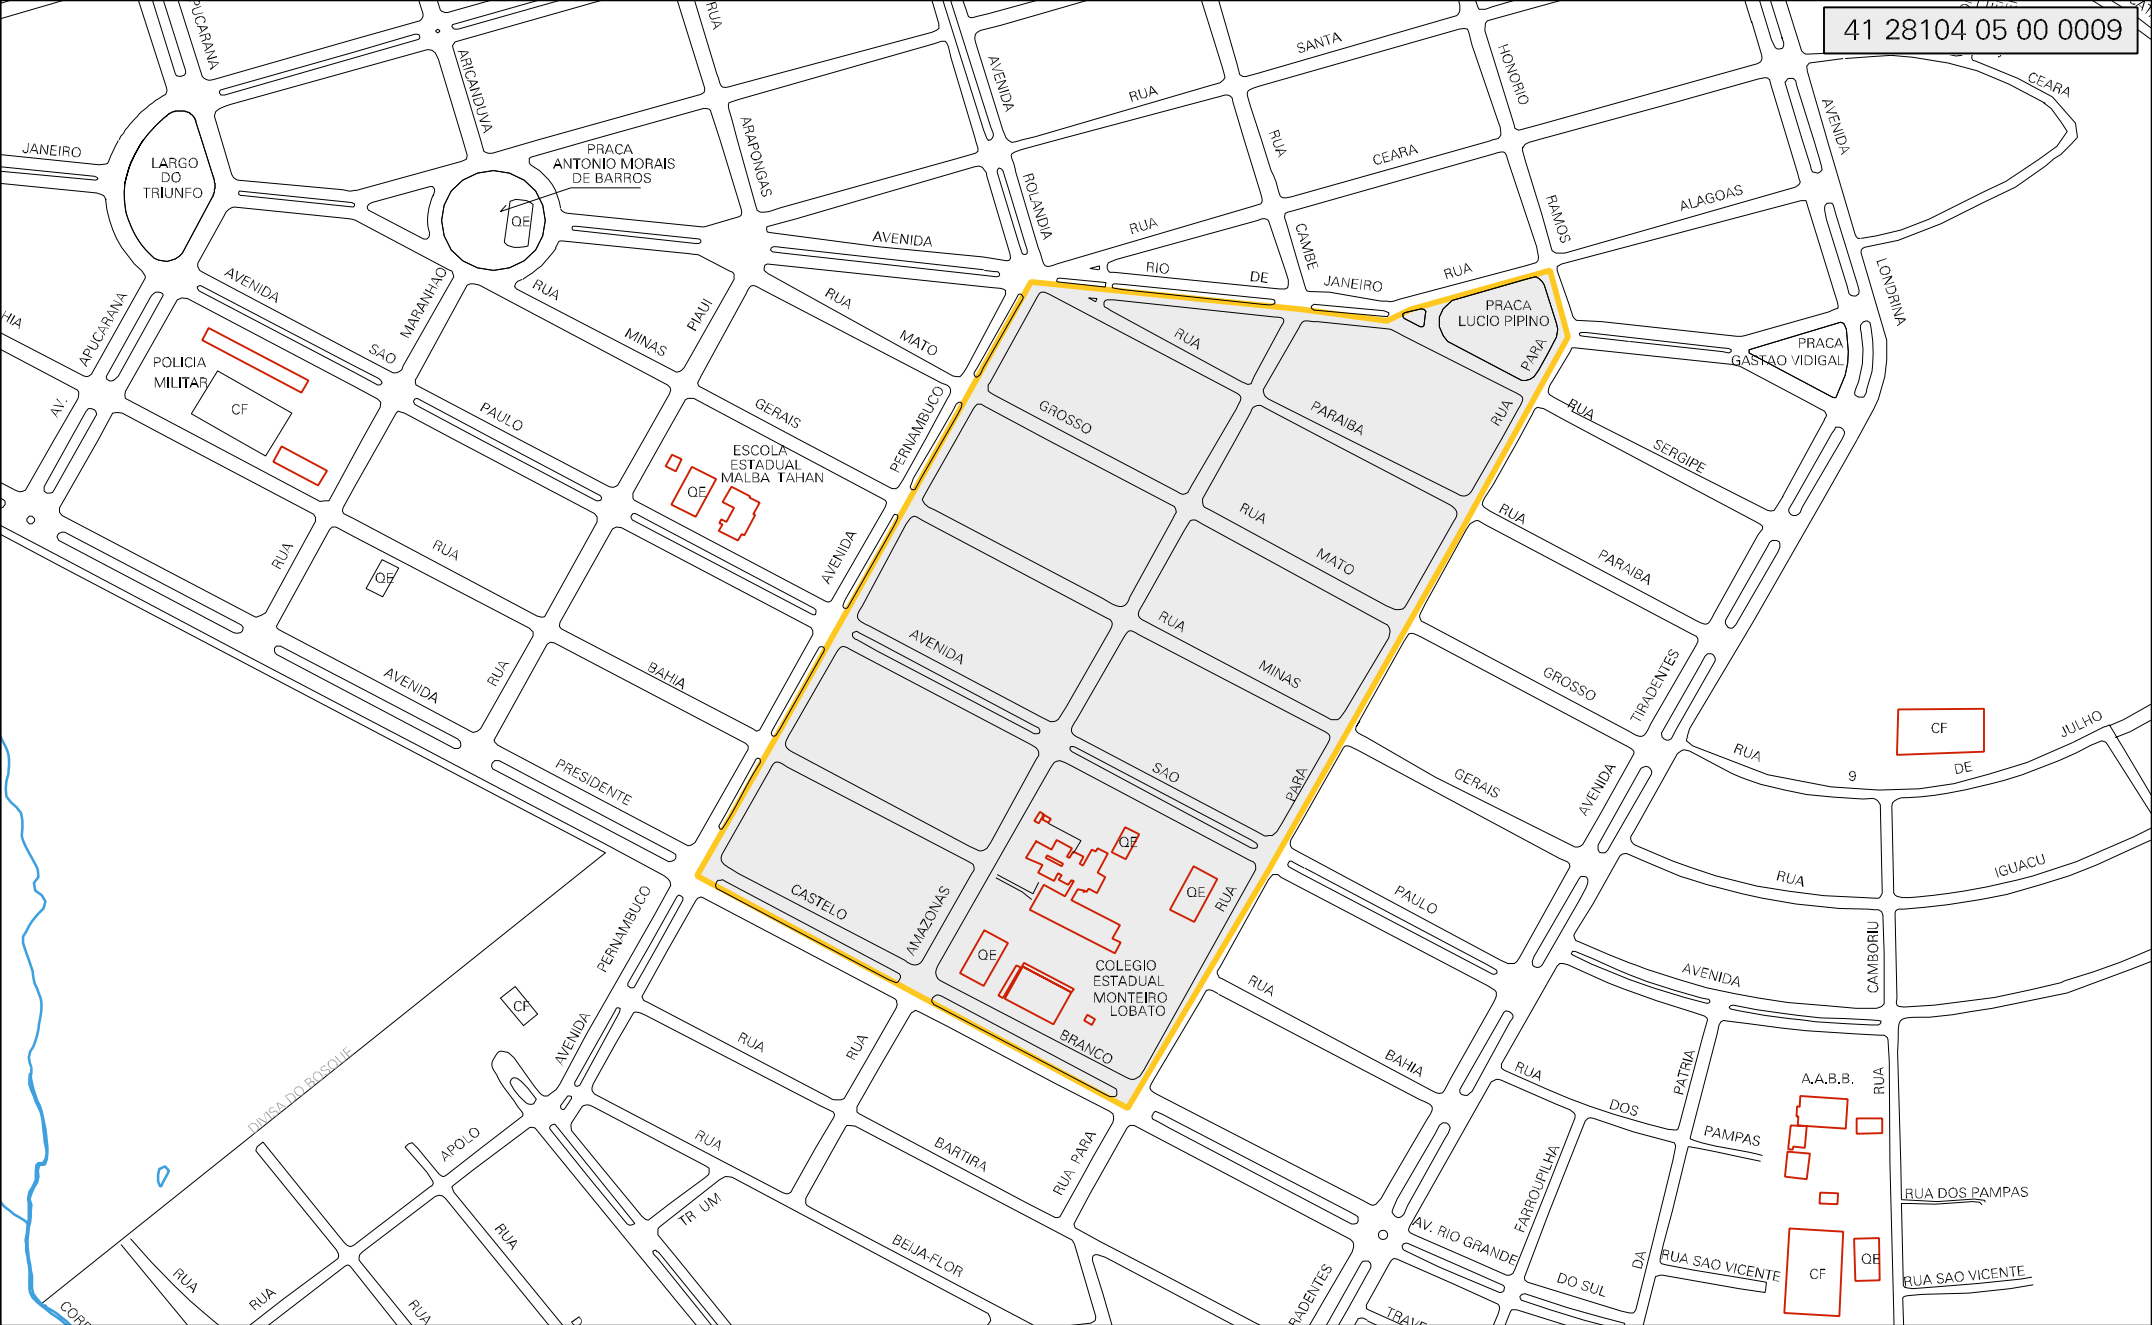 41 28104 05 00 0009
APUCARANA
ARICANDUVA
RUA
AVENIDA
RUA
SANTA
HONORIO
AVENIDA
CEARA
JANEIRO
LARGO
DO
TRIUNFO
PRACA
ANTONIO MORAIS
DE BARROS
QE
ARAPONGAS
ROLANDIA
RUA
CEARA
RAMOS
ALAGOAS
LONDRINA
AVENIDA
RUA
CAMBE
RIO
DE
JANEIRO
RUA
PRACA
LUCIO PIPINO
PARA
PRACA
GASTAO VIDIGAL
AVENIDA
SAO
MARANHAO
RUA
MINAS
PIAUI
RUA
MATO
RUA
APUCARANA
AV.
POLICIA
MILITAR
CF
PAULO
GERAIS
PERNAMBUCO
GROSSO
PARAIBA
RUA
RUA
SERGIPE
ESCOLA
ESTADUAL
MALBA TAHAN
QE
RUA
RUA
QE
AVENIDA
RUA
MATO
RUA
PARAIBA
AVENIDA
RUA
BAHIA
PRESIDENTE
AVENIDA
RUA
MINAS
GROSSO
TIRADENTES
SAO
PARA
GERAIS
AVENIDA
RUA
9
DE
JULHO
CF
RUA
IGUACU
CASTELO
AMAZONAS
QE
QE
QE
RUA
COLEGIO
ESTADUAL
MONTEIRO
LOBATO
BRANCO
PAULO
RUA
BAHIA
AVENIDA
CAMBORIU
PERNAMBUCO
CF
AVENIDA
RUA
RUA
RUA
DOS
PATRIA
PAMPAS
A.A.B.B.
RUA
DIVISA DO BOSQUE
APOLO
RUA
BARTIRA
RUA PARA
FARROUPILHA
RUA DOS PAMPAS
TR UM
BEIJA-FLOR
AV. RIO GRANDE
DO SUL
DA
RUA SAO VICENTE
CF
QE
RUA SAO VICENTE
RUA
RUA
RUA
RUA